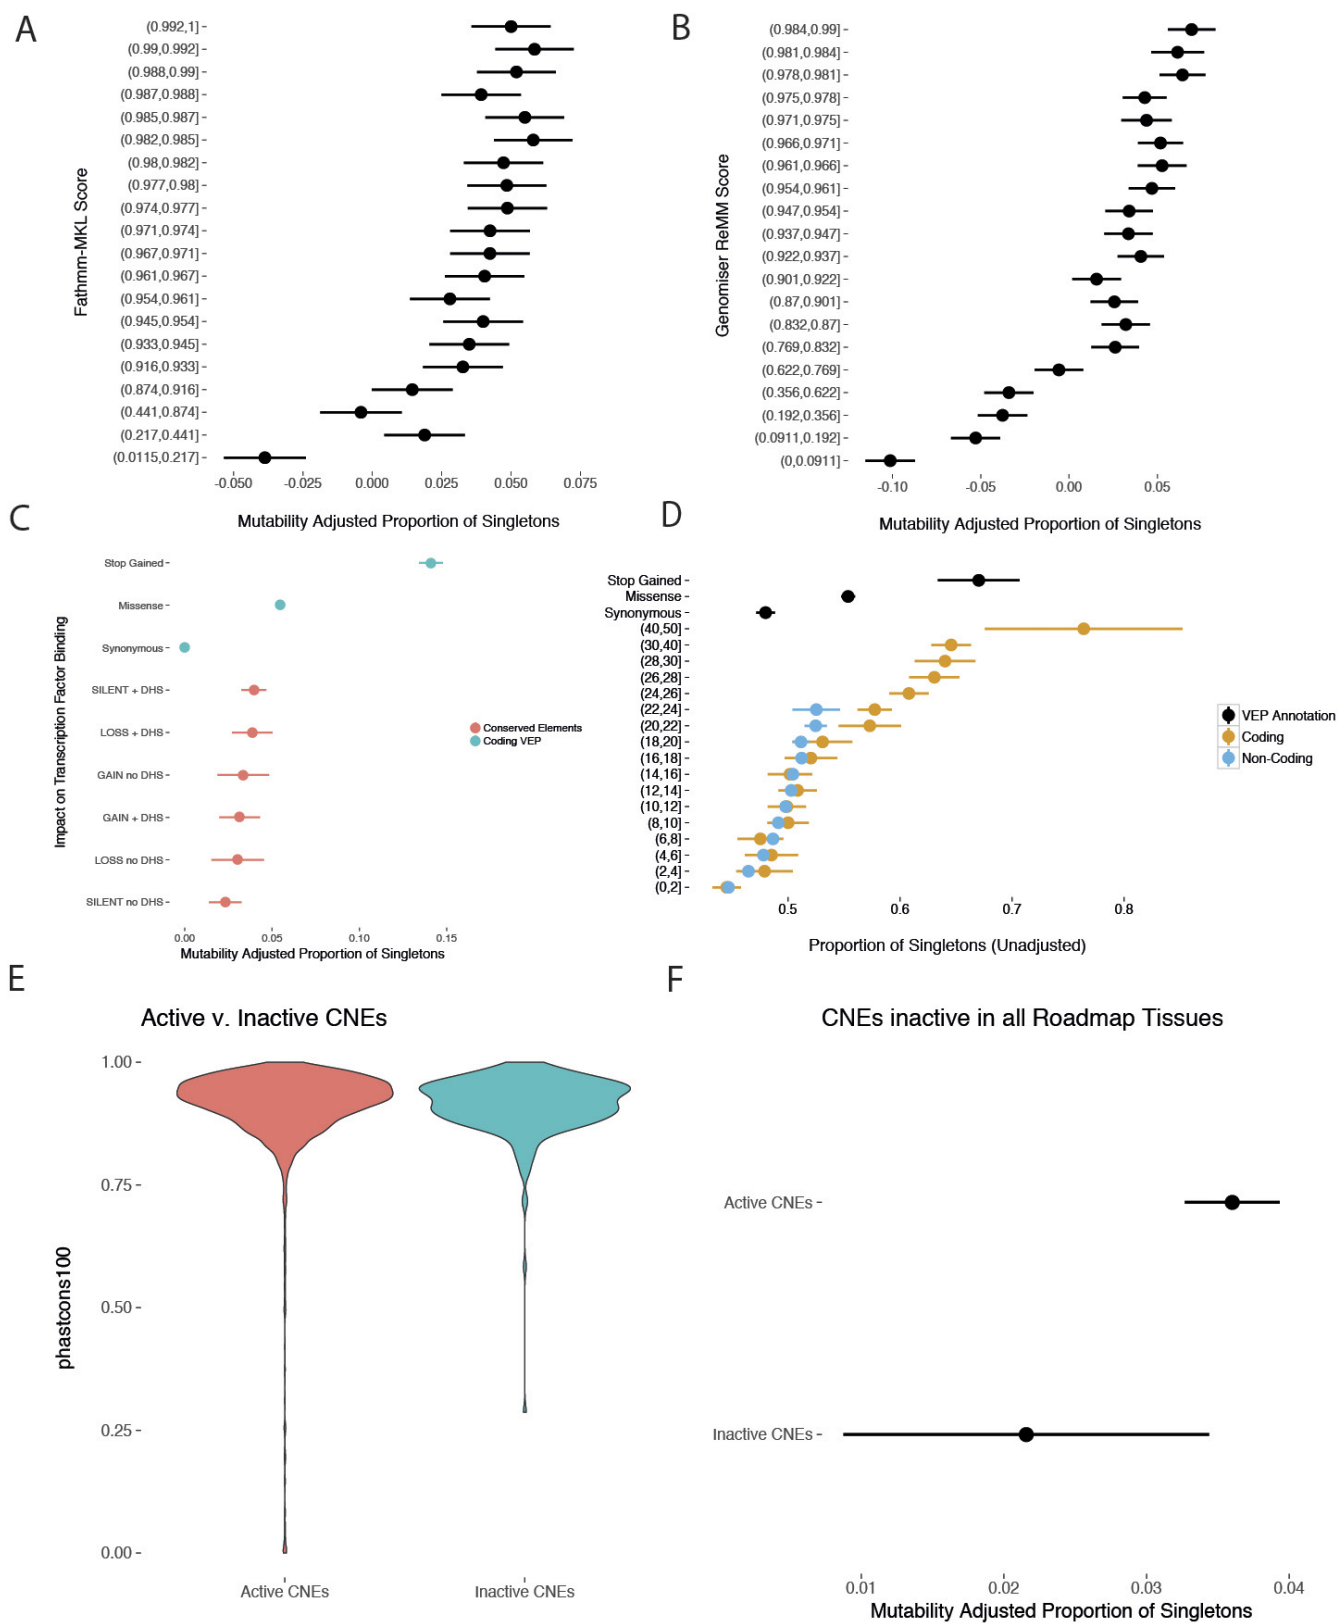 A
Fathmm-MKL Score
(0.992,1]
(0.99,0.992]
(0.988,0.99]
(0.987,0.988]
(0.985,0.987]
(0.982,0.985]
(0.98,0.982]
(0.977,0.98]
(0.974,0.977]
(0.971,0.974]
(0.967,0.971]
(0.961,0.967]
(0.954,0.961]
(0.945,0.954]
(0.933,0.945]
(0.916,0.933]
(0.874,0.916]
(0.441,0.874]
(0.217,0.441]
(0.0115,0.217]
-0.050 -0.025 0.000 0.025 0.050 0.075
Mutability Adjusted Proportion of Singletons
B
Genomiser ReMM Score
(0.984,0.99]
(0.981,0.984]
(0.978,0.981]
(0.975,0.978]
(0.971,0.975]
(0.966,0.971]
(0.961,0.966]
(0.954,0.961]
(0.947,0.954]
(0.937,0.947]
(0.922,0.937]
(0.901,0.922]
(0.87,0.901]
(0.832,0.87]
(0.769,0.832]
(0.622,0.769]
(0.356,0.622]
(0.192,0.356]
(0.0911,0.192]
(0,0.0911]
-0.10 -0.05 0.00 0.05
Mutability Adjusted Proportion of Singletons
C
Impact on Transcription Factor Binding
Stop Gained
Missense
Synonymous
SILENT + DHS
LOSS + DHS
GAIN no DHS
GAIN + DHS
LOSS no DHS
SILENT no DHS
0.00 0.05 0.10 0.15
Mutability Adjusted Proportion of Singletons
Conserved Elements
Coding VEP
D
Stop Gained
Missense
Synonymous
(40,50]
(30,40]
(28,30]
(26,28]
(24,26]
(22,24]
(20,22]
(18,20]
(16,18]
(14,16]
(12,14]
(10,12]
(8,10]
(6,8]
(4,6]
(2,4]
(0,2]
0.5 0.6 0.7 0.8
Proportion of Singletons (Unadjusted)
VEP Annotation
Coding
Non-Coding
E
Active v. Inactive CNEs
phastcons100
1.00
0.75
0.50
0.25
0.00
Active CNEs Inactive CNEs
F
CNEs inactive in all Roadmap Tissues
Active CNEs
Inactive CNEs
0.01 0.02 0.03 0.04
Mutability Adjusted Proportion of Singletons